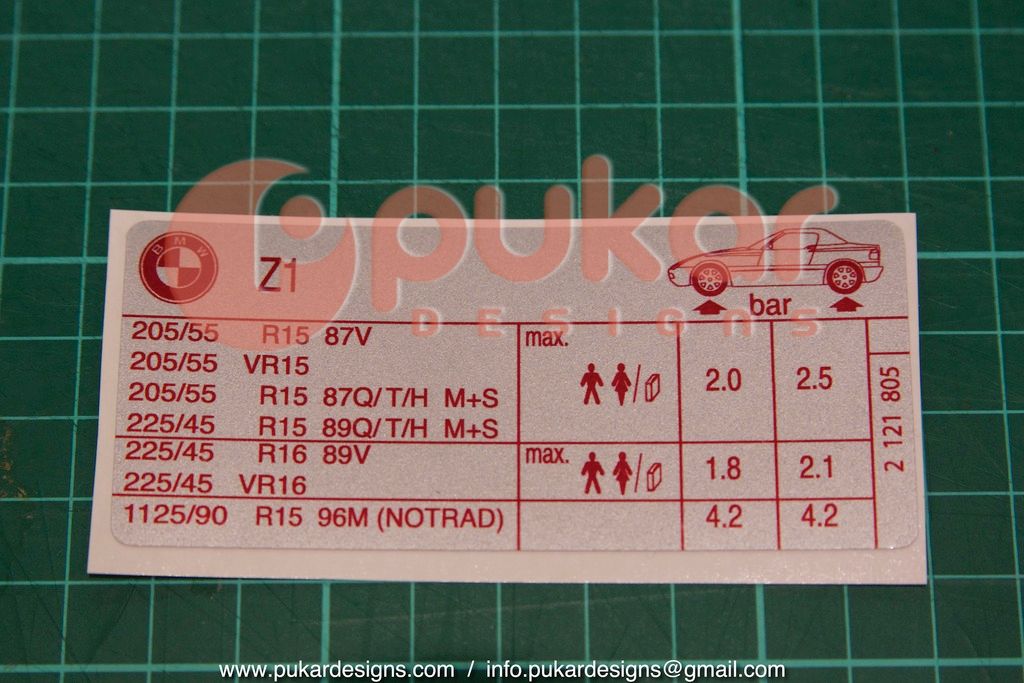 pukar
DESIGNS
BMW
Z1
bar
205/55 R15 87V
205/55 VR15
205/55 R15 87Q/T/H M+S
225/45 R15 89Q/T/H M+S
max.
2.0 2.5
225/45 R16 89V
225/45 VR16
max.
1.8 2.1
1125/90 R15 96M (NOTRAD)
4.2 4.2
2 121 805
www.pukardesigns.com / info.pukardesigns@gmail.com